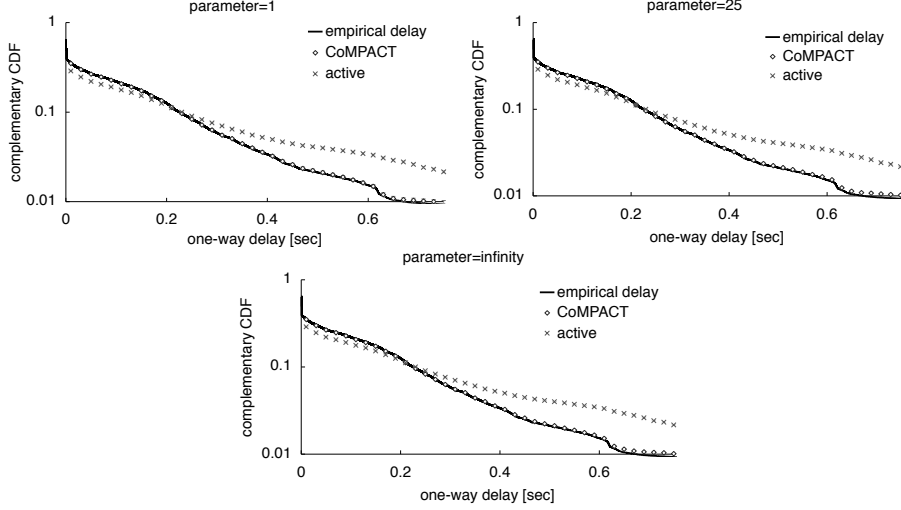 parameter=1
1
0.1
0.01
complementary CDF
0
0.2
0.4
0.6
one-way delay [sec]
empirical delay
CoMPACT
active
parameter=25
1
0.1
0.01
complementary CDF
0
0.2
0.4
0.6
one-way delay [sec]
empirical delay
CoMPACT
active
parameter=infinity
1
0.1
0.01
complementary CDF
0
0.2
0.4
0.6
one-way delay [sec]
empirical delay
CoMPACT
active